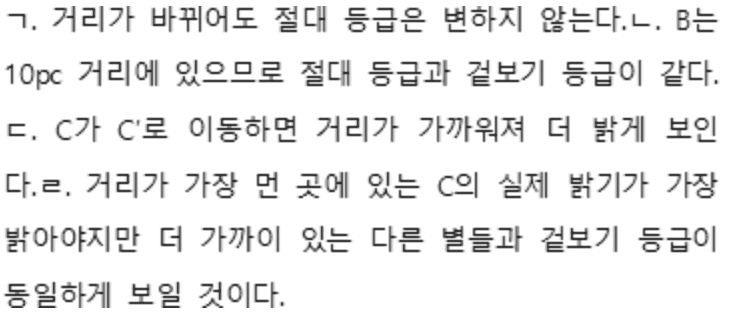 ㄱ. 거리가 바뀌어도 절대 등급은 변하지 않는다.ㄴ. B는
10pc 거리에 있으므로 절대 등급과 겉보기 등급이 같다.
ㄷ. C가 C′로 이동하면 거리가 가까워져 더 밝게 보인
다.ㄹ. 거리가 가장 먼 곳에 있는 C의 실제 밝기가 가장
밝아야지만 더 가까이 있는 다른 별들과 겉보기 등급이
동일하게 보일 것이다.